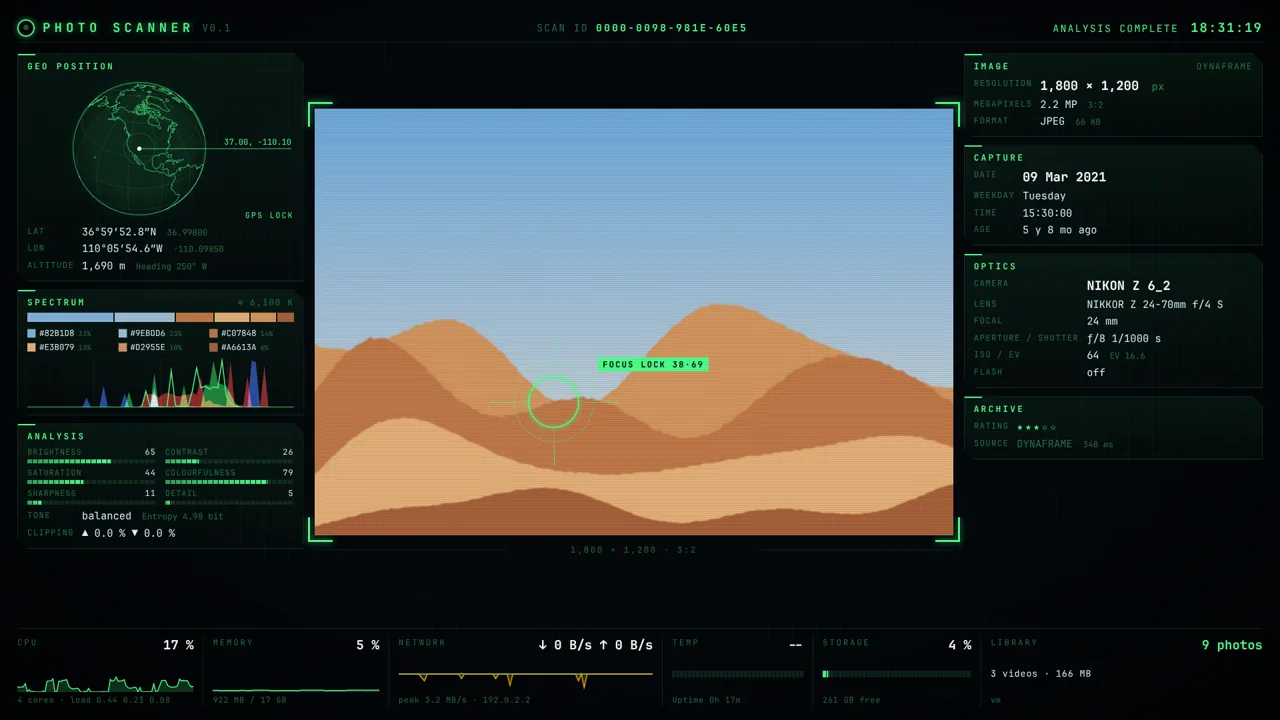 PHOTO SCANNER V0.1
SCAN ID 0000-0098-981E-60E5
ANALYSIS COMPLETE 18:31:19
GEO POSITION
37.00, -110.10
GPS LOCK
LAT 36°59′52.8″N 36.99800
LON 110°05′54.6″W -110.09850
ALTITUDE 1,690 m Heading 250° W
SPECTRUM ≈ 6,100 K
#82B1D8 33% #9EBDD6 23% #C07848 14%
#E3B079 13% #D2955E 10% #A6613A 6%
ANALYSIS
BRIGHTNESS 65 CONTRAST 26
SATURATION 44 COLOURFULNESS 79
SHARPNESS 11 DETAIL 5
TONE balanced Entropy 4.98 bit
CLIPPING ▲ 0.0 % ▼ 0.0 %
FOCUS LOCK 38·69
1,800 × 1,200 · 3:2
IMAGE DYNAFRAME
RESOLUTION 1,800 × 1,200 px
MEGAPIXELS 2.2 MP 3:2
FORMAT JPEG 66 KB
CAPTURE
DATE 09 Mar 2021
WEEKDAY Tuesday
TIME 15:30:00
AGE 5 y 8 mo ago
OPTICS
CAMERA NIKON Z 6_2
LENS NIKKOR Z 24-70mm f/4 S
FOCAL 24 mm
APERTURE / SHUTTER ƒ/8 1/1000 s
ISO / EV 64 EV 16.6
FLASH off
ARCHIVE
RATING ★★★☆☆
SOURCE DYNAFRAME 348 ms
CPU 17 %
4 cores · load 0.44 0.23 0.08
MEMORY 5 %
922 MB / 17 GB
NETWORK ↓ 0 B/s ↑ 0 B/s
peak 3.2 MB/s · 192.0.2.2
TEMP --
Uptime 0h 17m
STORAGE 4 %
261 GB free
LIBRARY 9 photos
3 videos · 166 MB
vm